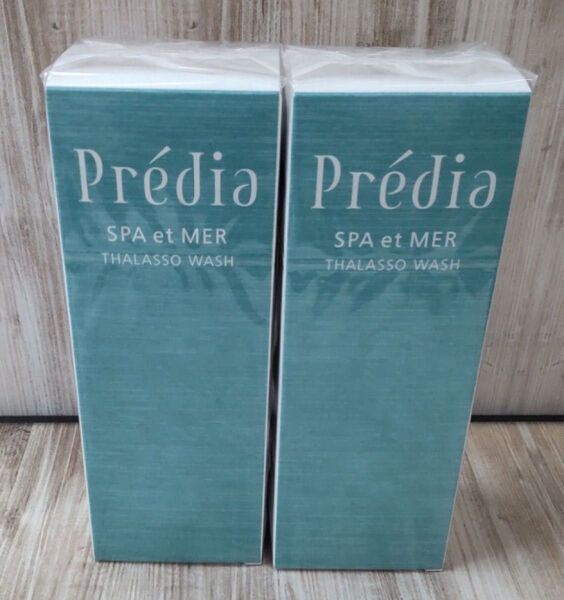 Prédia
SPA et MER
THALASSO WASH
Prédia
SPA et MER
THALASSO WASH